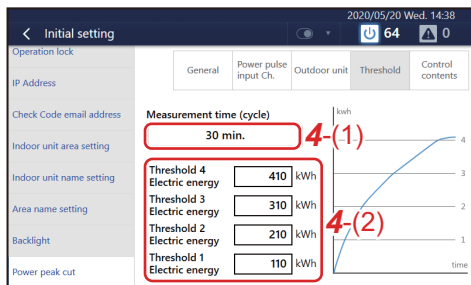 2020/05/20 Wed. 14:38
Initial setting
64
0
Operation lock
IP Address
Check Code email address
Indoor unit area setting
Indoor unit name setting
Area name setting
Backlight
Power peak cut
General
Power pulse
input Ch.
Outdoor unit
Threshold
Control
contents
Measurement time (cycle)
30 min.
4-(1)
Threshold 4
Electric energy
410 kWh
Threshold 3
Electric energy
310 kWh
Threshold 2
Electric energy
210 kWh
Threshold 1
Electric energy
110 kWh
4-(2)
kwh
4
3
2
1
time